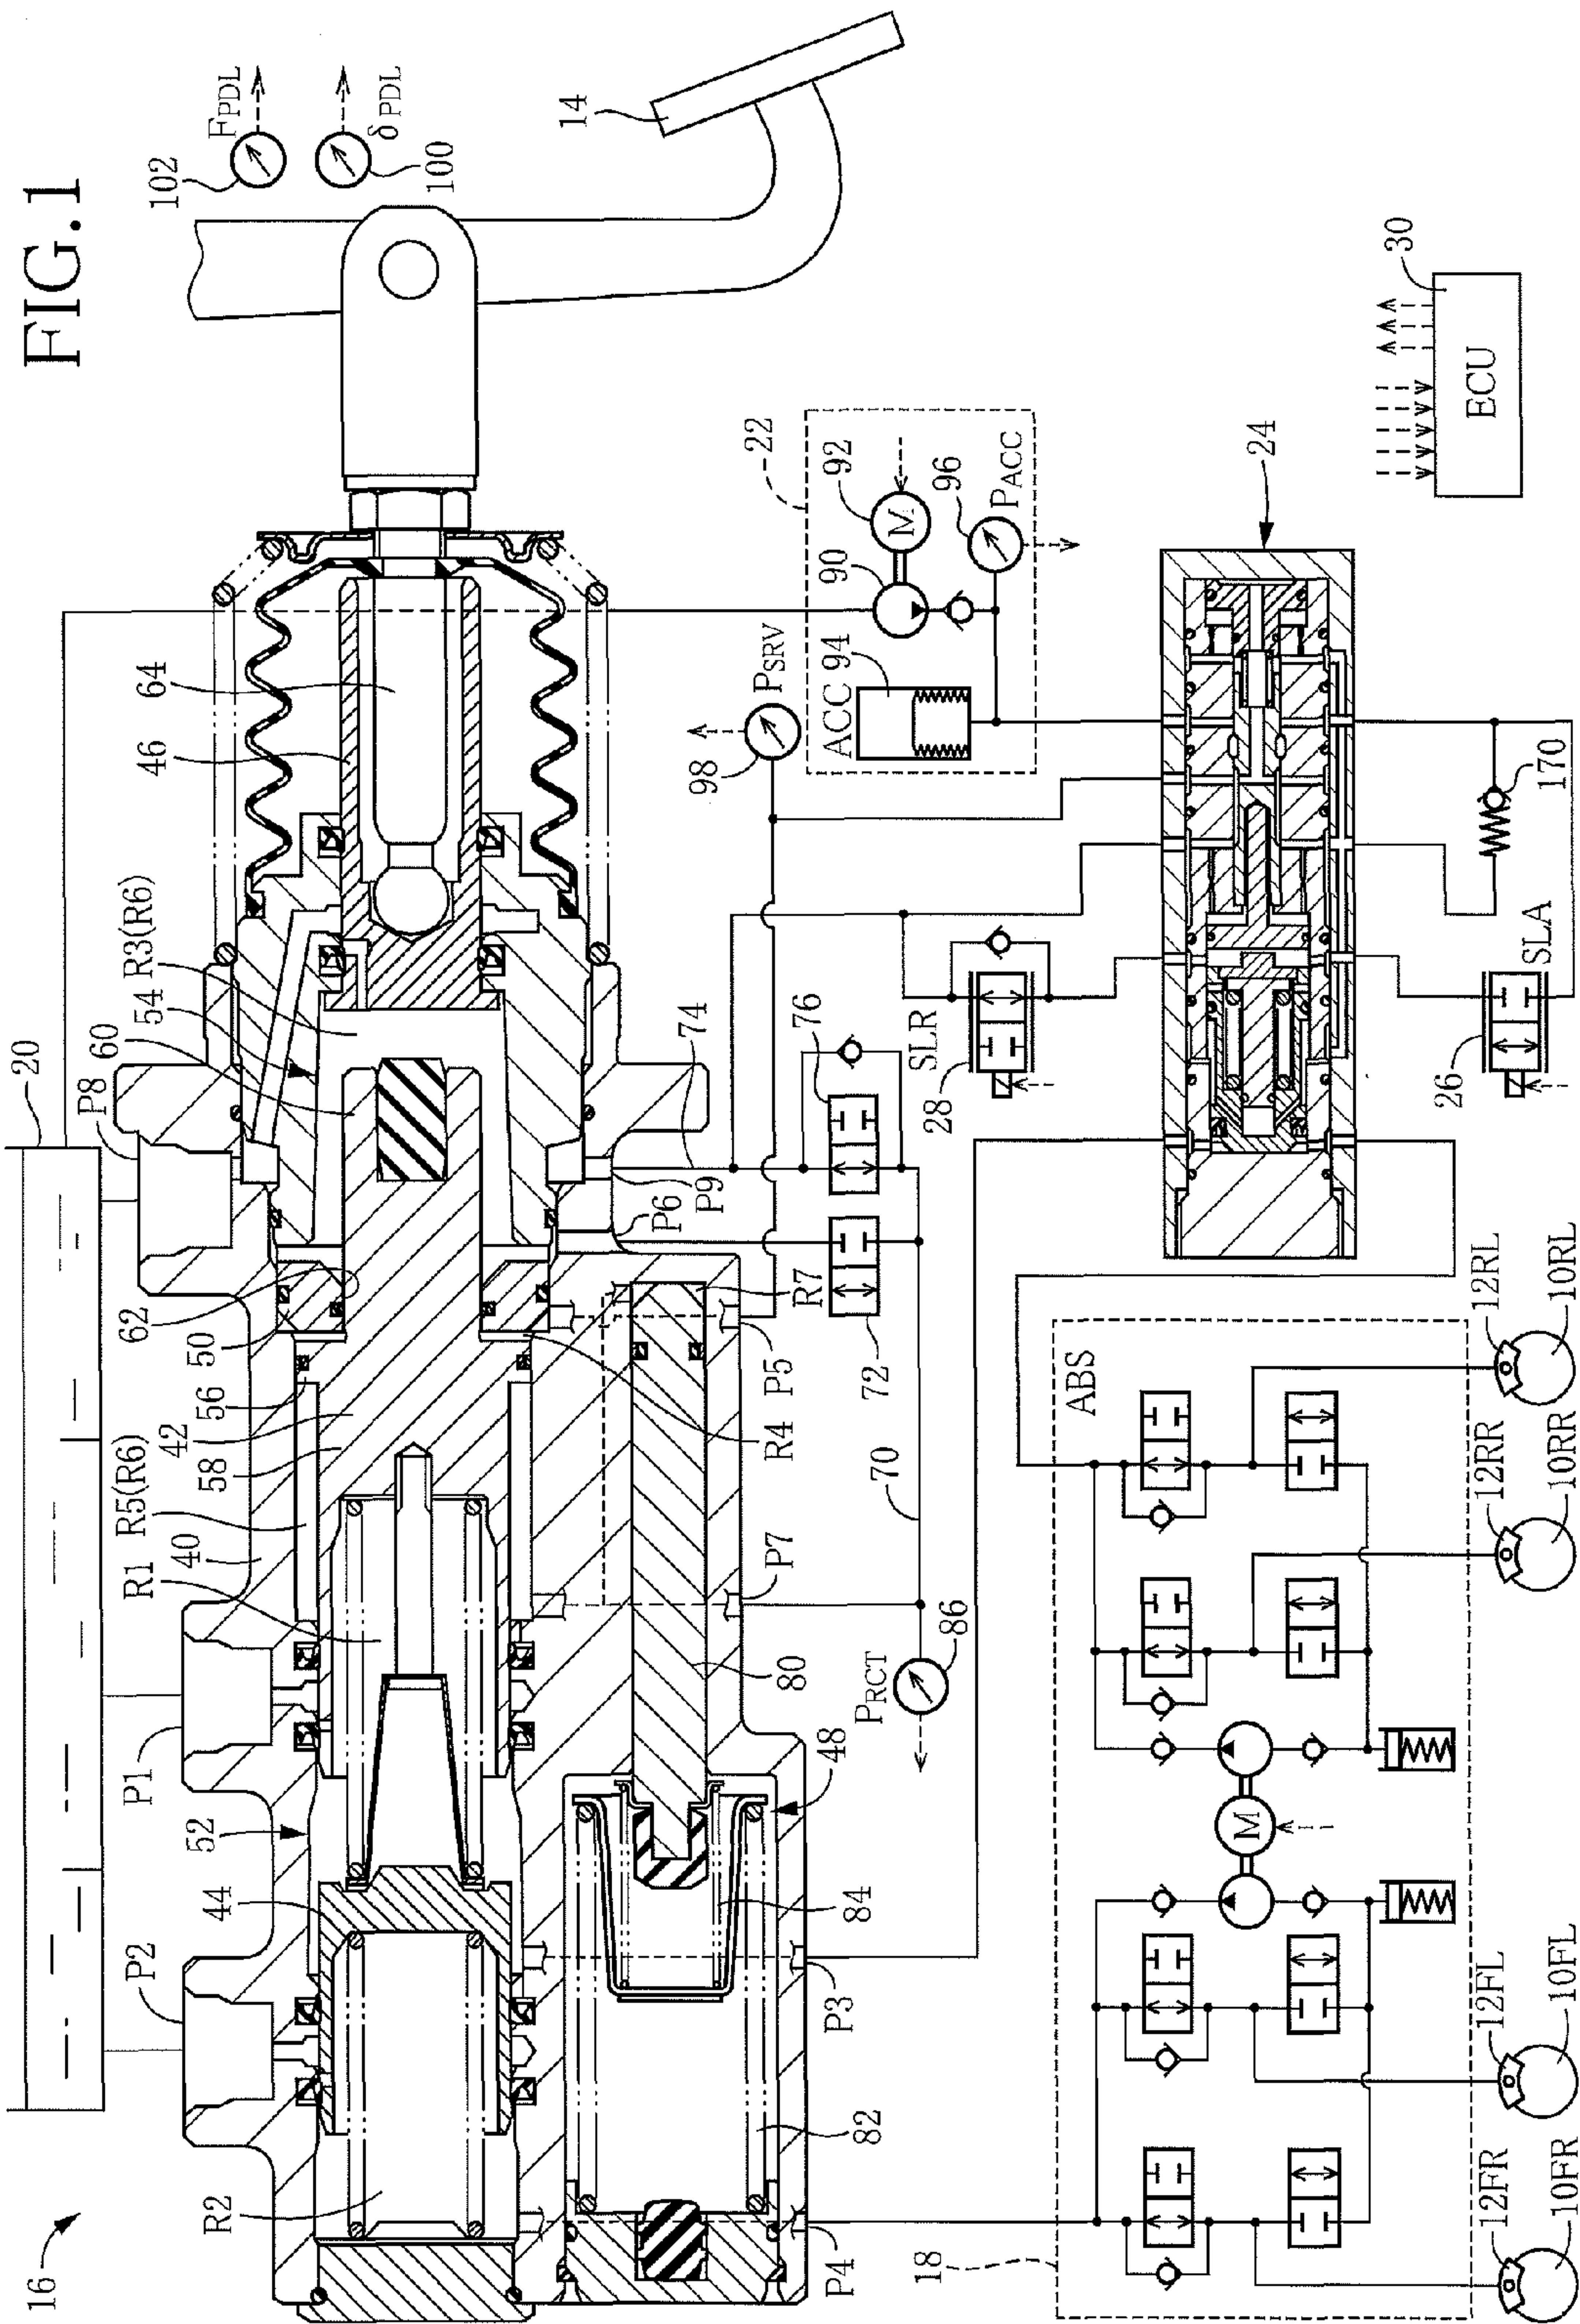 FIG.1
16
R2
P2
44
52
P1
R1
40
R5(R6)
58
42
56
50
62
20
P8
60
54
R3(R6)
46
64
102
FPDL
δPDL
100
14
82
84
48
80
R4
R7
P4
P3
P7
P5
P6
P9
74
76
72
70
86
PRCT
98
PSRV
ACC
94
90
92
M
22
96
PACC
SLR
28
24
170
SLA
26
30
ECU
18
ABS
M
12FR
10FR
12FL
10FL
12RR
10RR
12RL
10RL